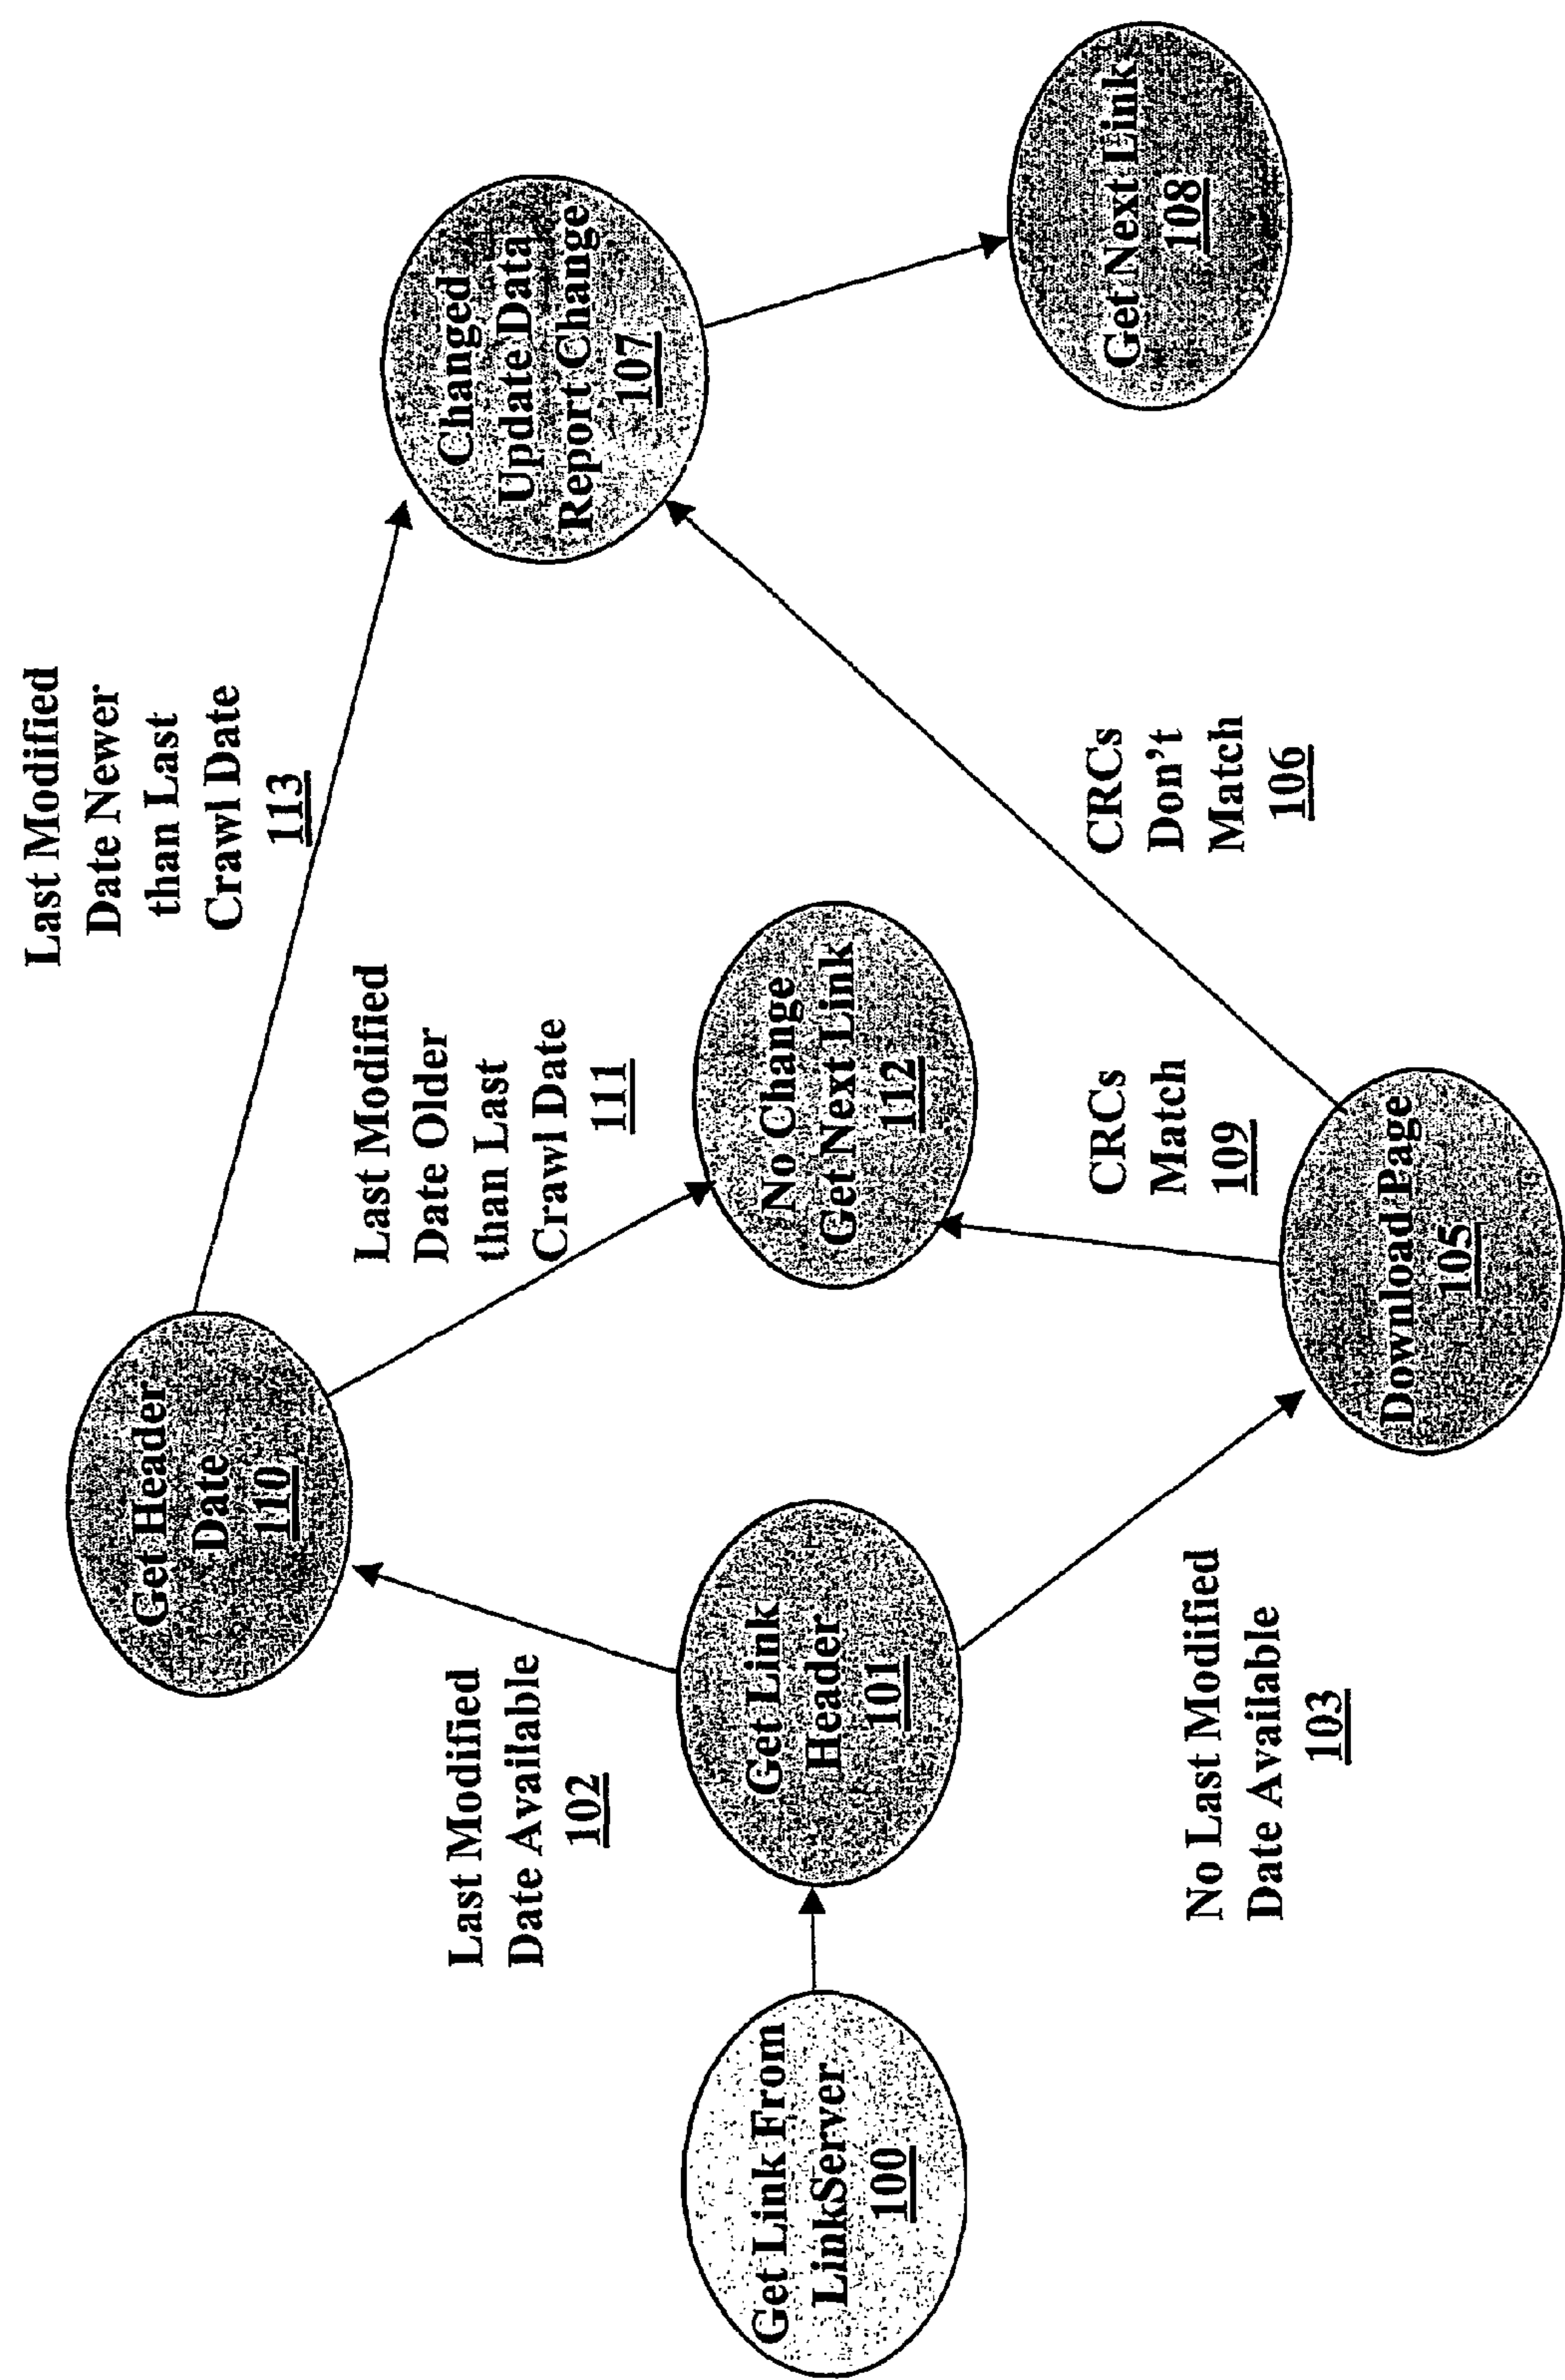 Get Link From
LinkServer
100
Get Link
Header
101
Last Modified
Date Available
102
Get Header
Date
110
No Last Modified
Date Available
103
Download Page
105
Last Modified
Date Older
than Last
Crawl Date
111
No Change
Get Next Link
112
CRCs
Match
109
Last Modified
Date Newer
than Last
Crawl Date
113
CRCs
Don't
Match
106
Changed
Update Data
Report Change
107
Get Next Link
108